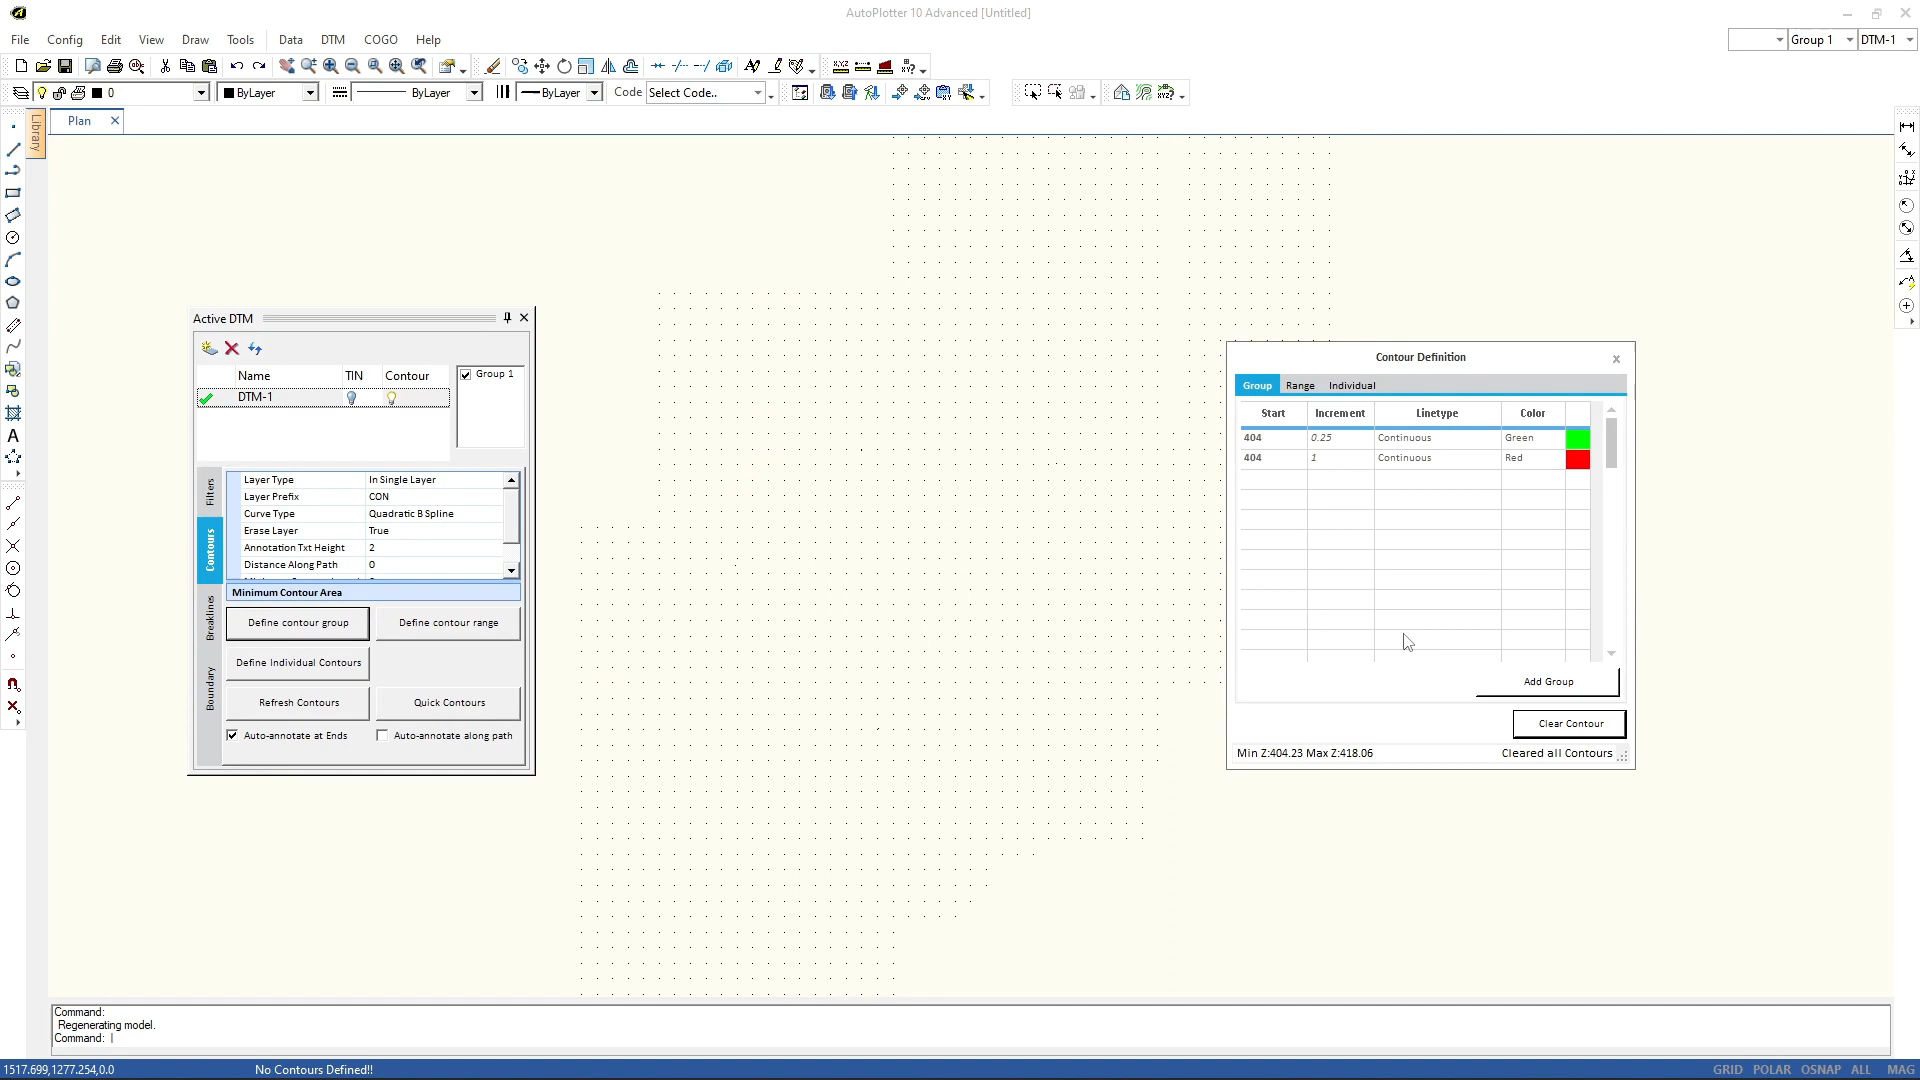 AutoPlotter 10 Advanced [Untitled]
File Config Edit View Draw Tools Data DTM COGO Help
Group 1 DTM-1
0 ByLayer ByLayer ByLayer Code Select Code..
Library
Plan
Active DTM
Name TIN Contour
DTM-1
Group 1
Filters
Contours
Breaklines
Boundary
Layer Type In Single Layer
Layer Prefix CON
Curve Type Quadratic B Spline
Erase Layer True
Annotation Txt Height 2
Distance Along Path 0
Minimum Contour Area
Define contour group Define contour range
Define Individual Contours
Refresh Contours Quick Contours
Auto-annotate at Ends Auto-annotate along path
Contour Definition
Group Range Individual
Start Increment Linetype Color
404 0.25 Continuous Green
404 1 Continuous Red
Add Group
Clear Contour
Min Z:404.23 Max Z:418.06 Cleared all Contours
Command:
Regenerating model.
Command:
1517.699,1277.254,0.0 No Contours Defined!! GRID POLAR OSNAP ALL MAG